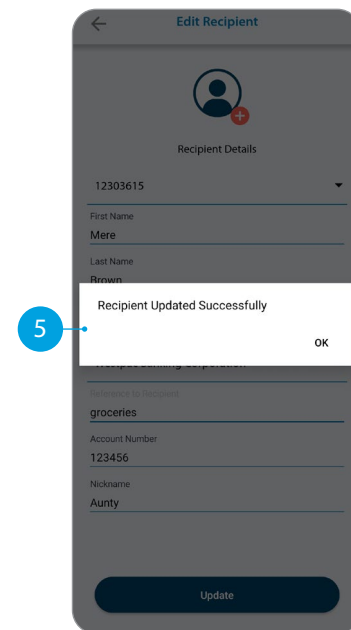 Edit Recipient
Recipient Details
12303615
First Name
Mere
Last Name
Brown
Recipient Updated Successfully
5
OK
Westpac Banking Corporation
Reference to Recipient
groceries
Account Number
123456
Nickname
Aunty
Update